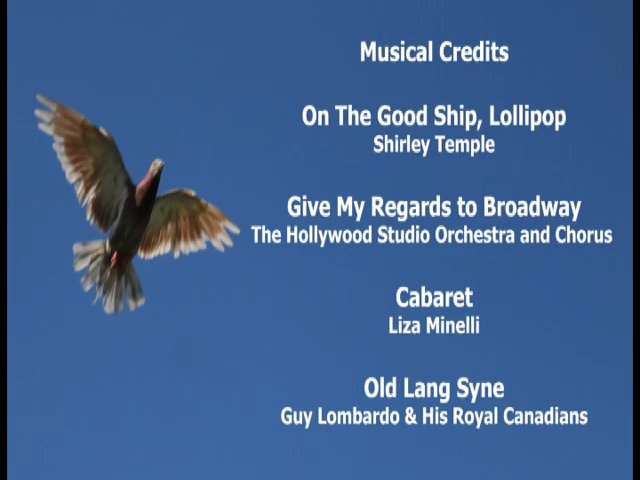 Musical Credits
On The Good Ship, Lollipop
Shirley Temple
Give My Regards to Broadway
The Hollywood Studio Orchestra and Chorus
Cabaret
Liza Minelli
Old Lang Syne
Guy Lombardo & His Royal Canadians